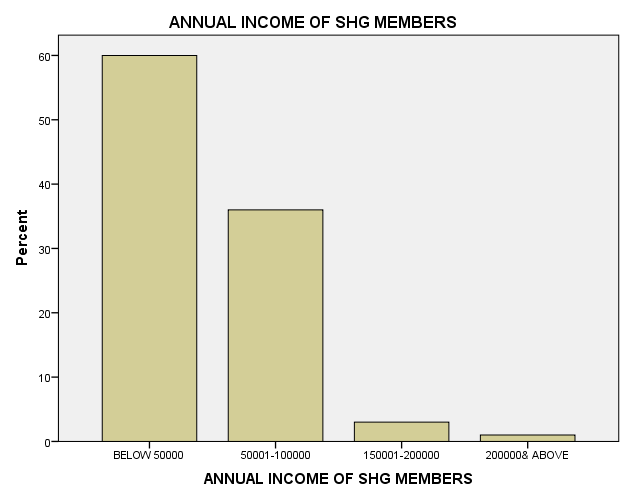 ANNUAL INCOME OF SHG MEMBERS
Percent
60
50
40
30
20
10
0
BELOW 50000 50001-100000 150001-200000 200000& ABOVE
ANNUAL INCOME OF SHG MEMBERS